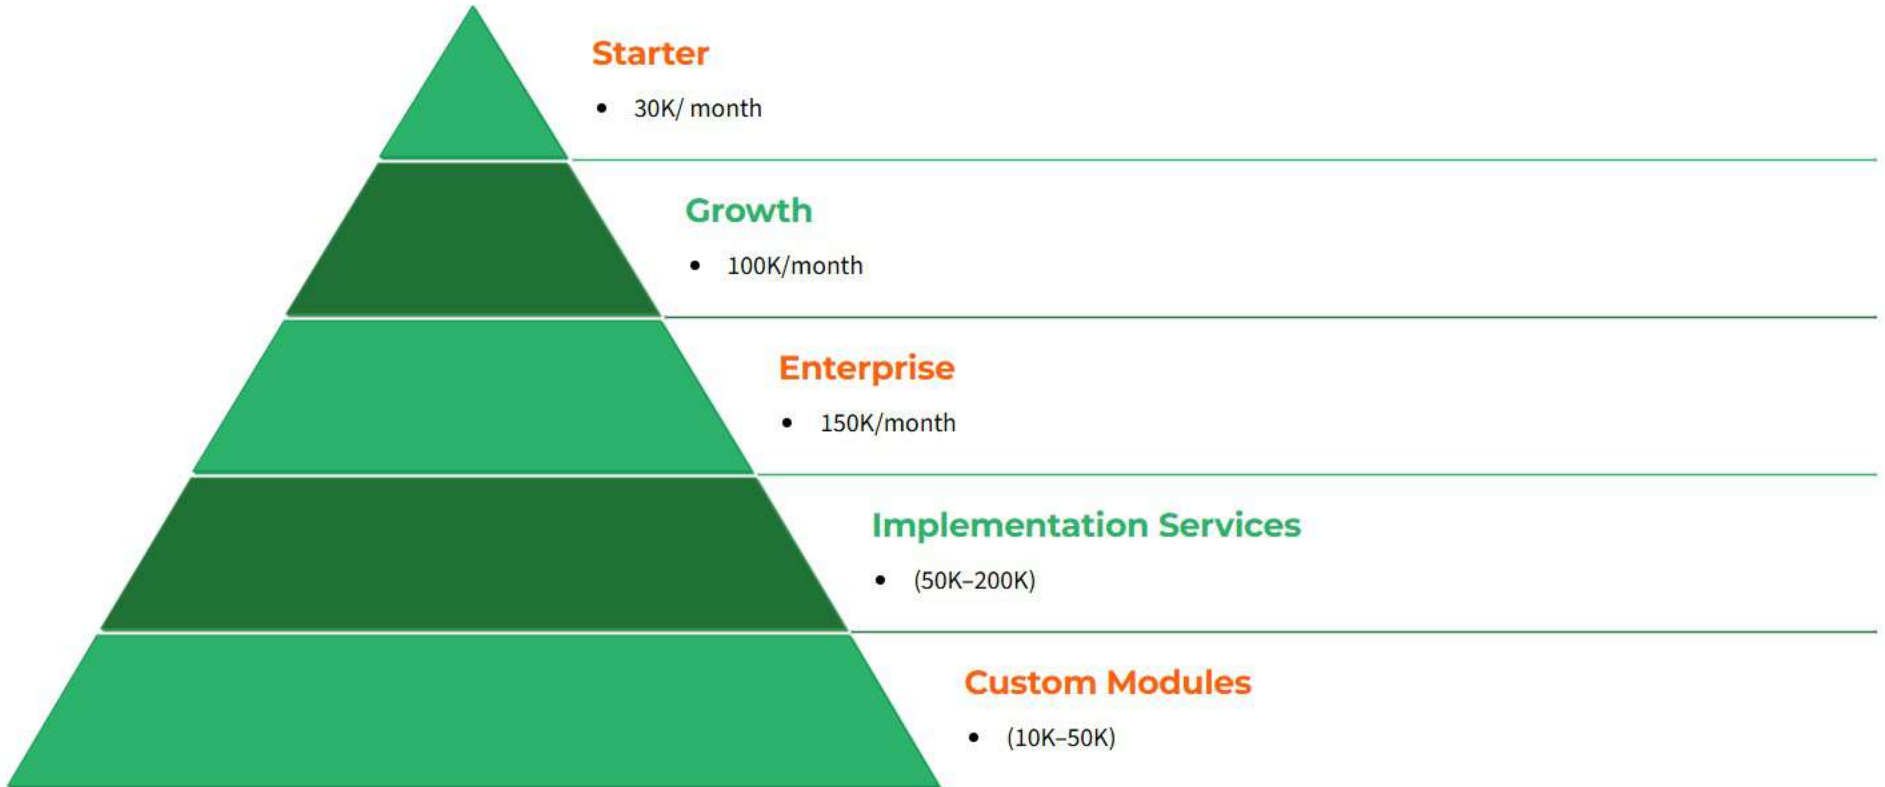 Starter
• 30K/ month
Growth
• 100K/month
Enterprise
• 150K/month
Implementation Services
• (50K–200K)
Custom Modules
• (10K–50K)